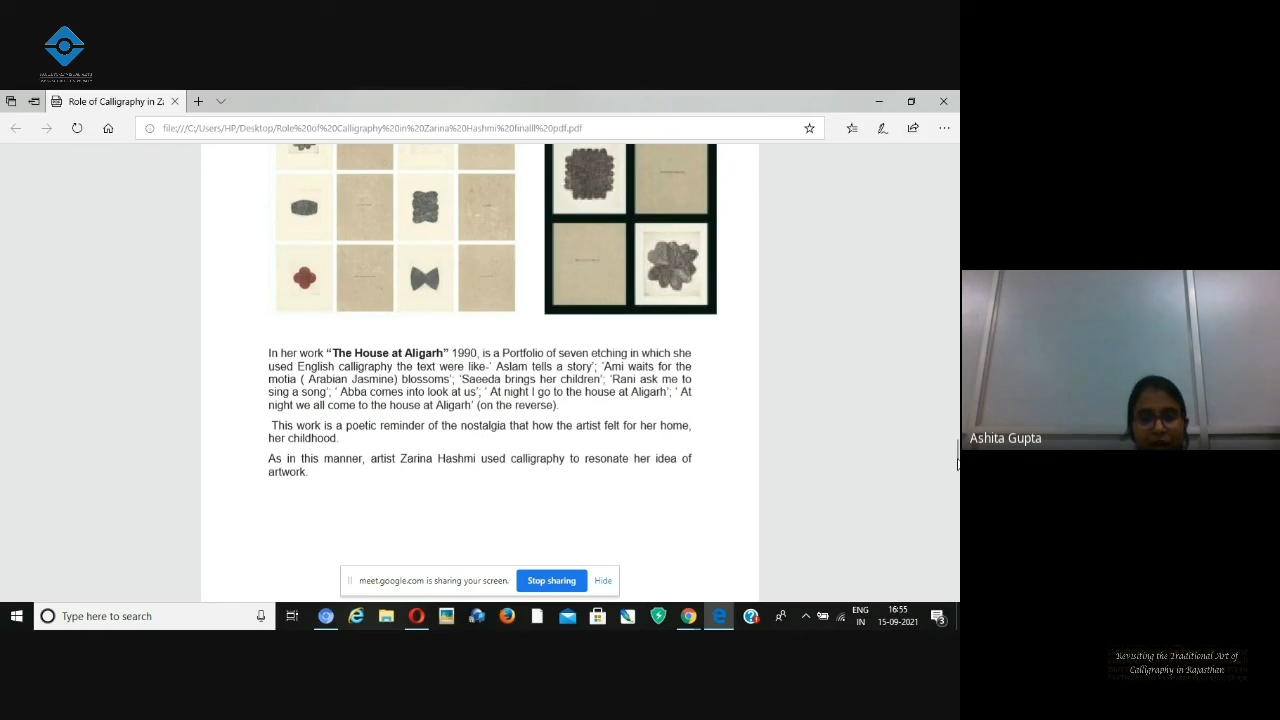 Role of Calligraphy in Za
file:///C:/Users/HP/Desktop/Role%20of%20Calligraphy%20in%20Zarina%20Hashmi%20finalll%20pdf.pdf
In her work “The House at Aligarh” 1990, is a Portfolio of seven etching in which she
used English calligraphy the text were like-‘ Aslam tells a story’; ‘Ami waits for the
motia ( Arabian Jasmine) blossoms’; ‘Saeeda brings her children’; ‘Rani ask me to
sing a song’; ‘ Abba comes into look at us’; ‘ At night I go to the house at Aligarh’; ‘ At
night we all come to the house at Aligarh’ (on the reverse).
This work is a poetic reminder of the nostalgia that how the artist felt for her home,
her childhood.
As in this manner, artist Zarina Hashmi used calligraphy to resonate her idea of
artwork.
Ashita Gupta
meet.google.com is sharing your screen.
Stop sharing
Hide
Type here to search
ENG
IN
16:55
15-09-2021
3
Revisiting the Traditional Art of
Calligraphy in Rajasthan